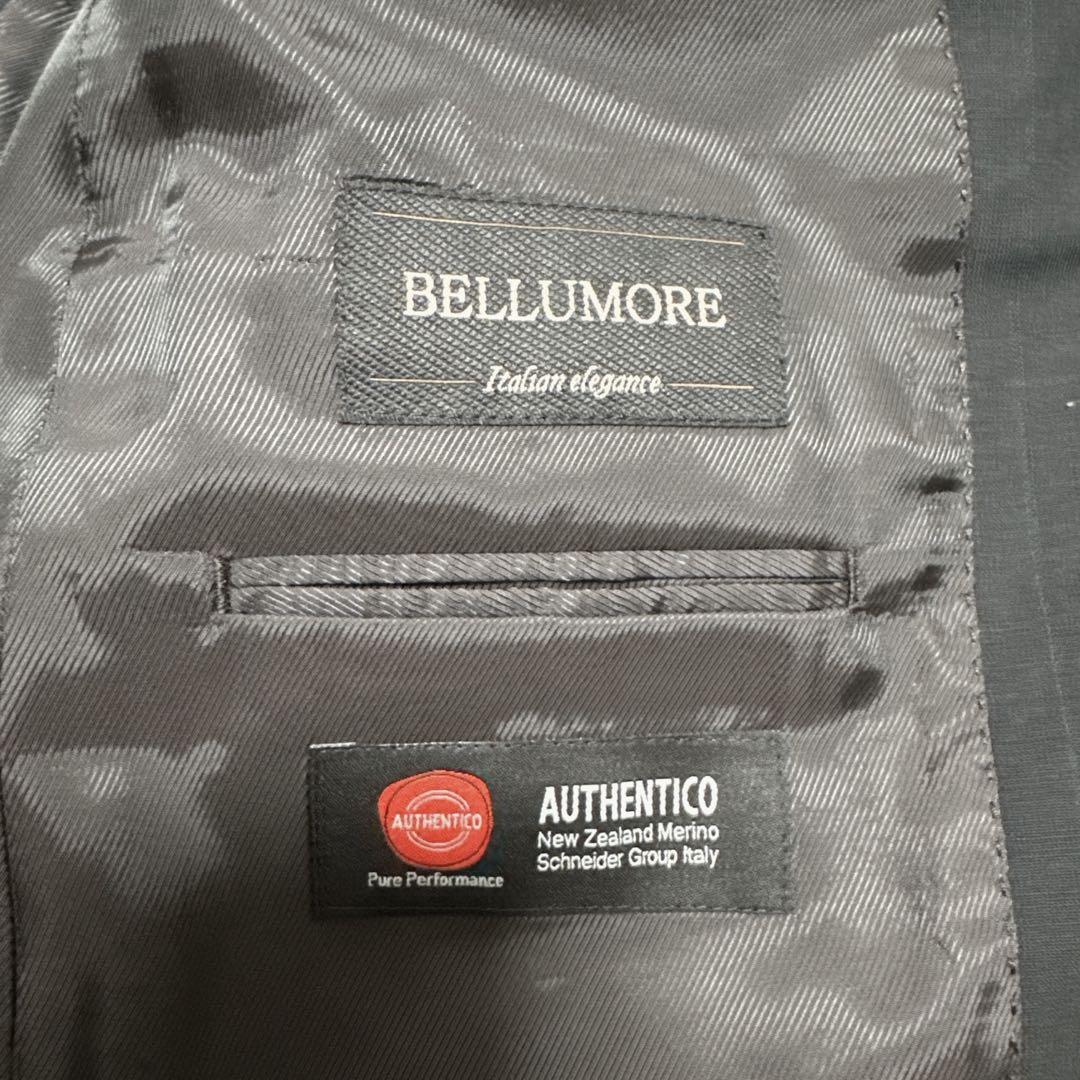 BELLUMORE
Italian elegance
AUTHENTICO
Pure Performance
AUTHENTICO
New Zealand Merino
Schneider Group Italy